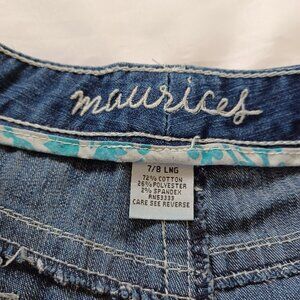 maurices
7/8 LNG
72% COTTON
26% POLYESTER
2% SPANDEX
RN53333
CARE SEE REVERSE